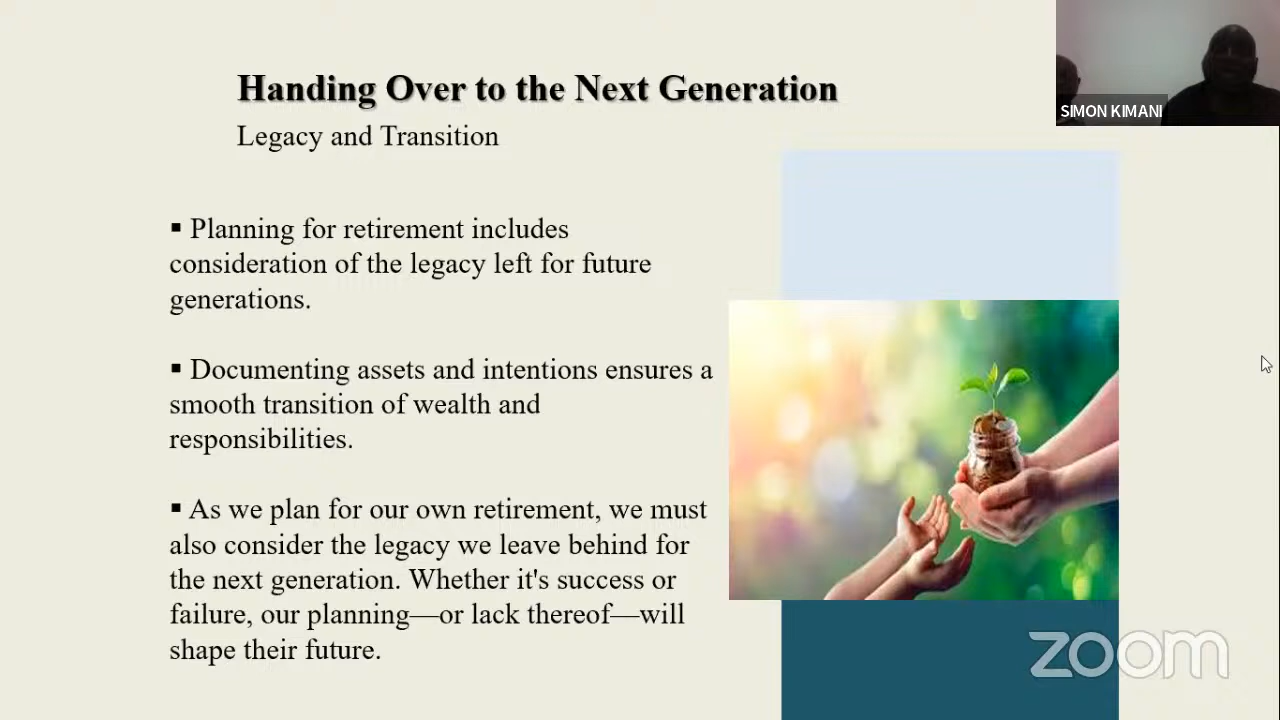 Handing Over to the Next Generation
SIMON KIMANI
Legacy and Transition
▪ Planning for retirement includes
consideration of the legacy left for future
generations.
▪ Documenting assets and intentions ensures a
smooth transition of wealth and
responsibilities.
▪ As we plan for our own retirement, we must
also consider the legacy we leave behind for
the next generation. Whether it's success or
failure, our planning—or lack thereof—will
shape their future.
zoom